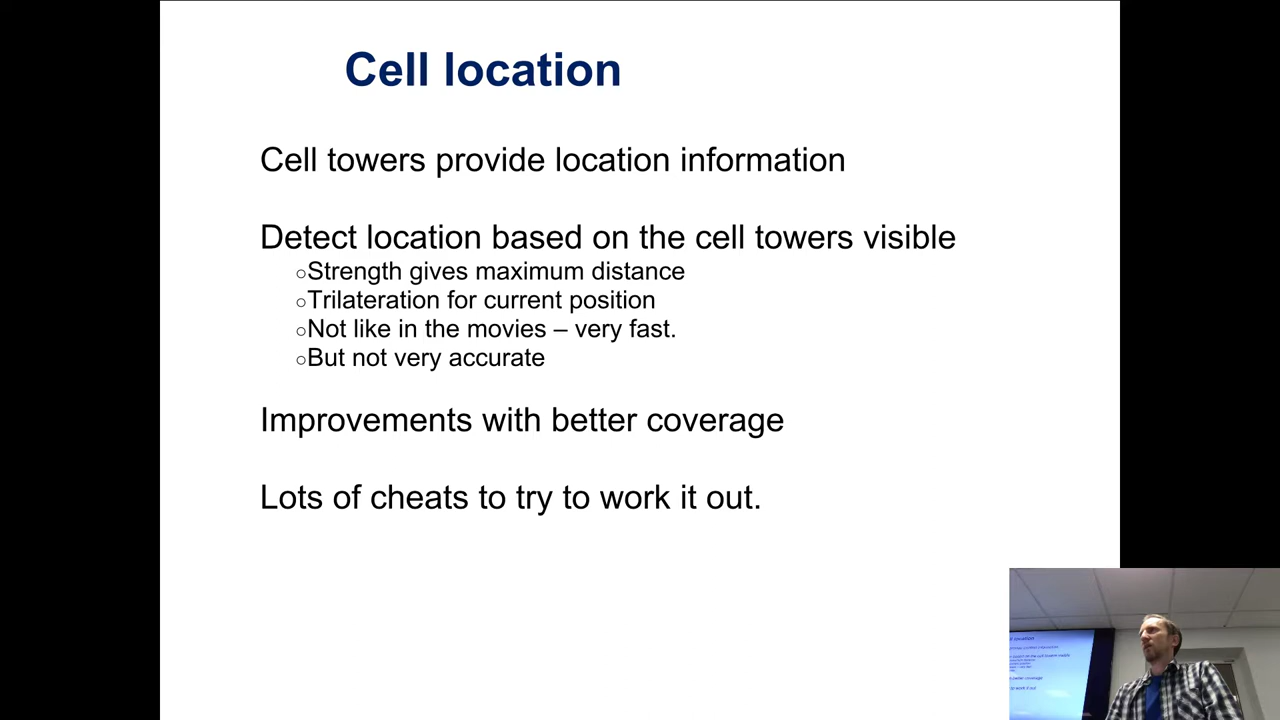 Cell location
Cell towers provide location information
Detect location based on the cell towers visible
○Strength gives maximum distance
○Trilateration for current position
○Not like in the movies – very fast.
○But not very accurate
Improvements with better coverage
Lots of cheats to try to work it out.